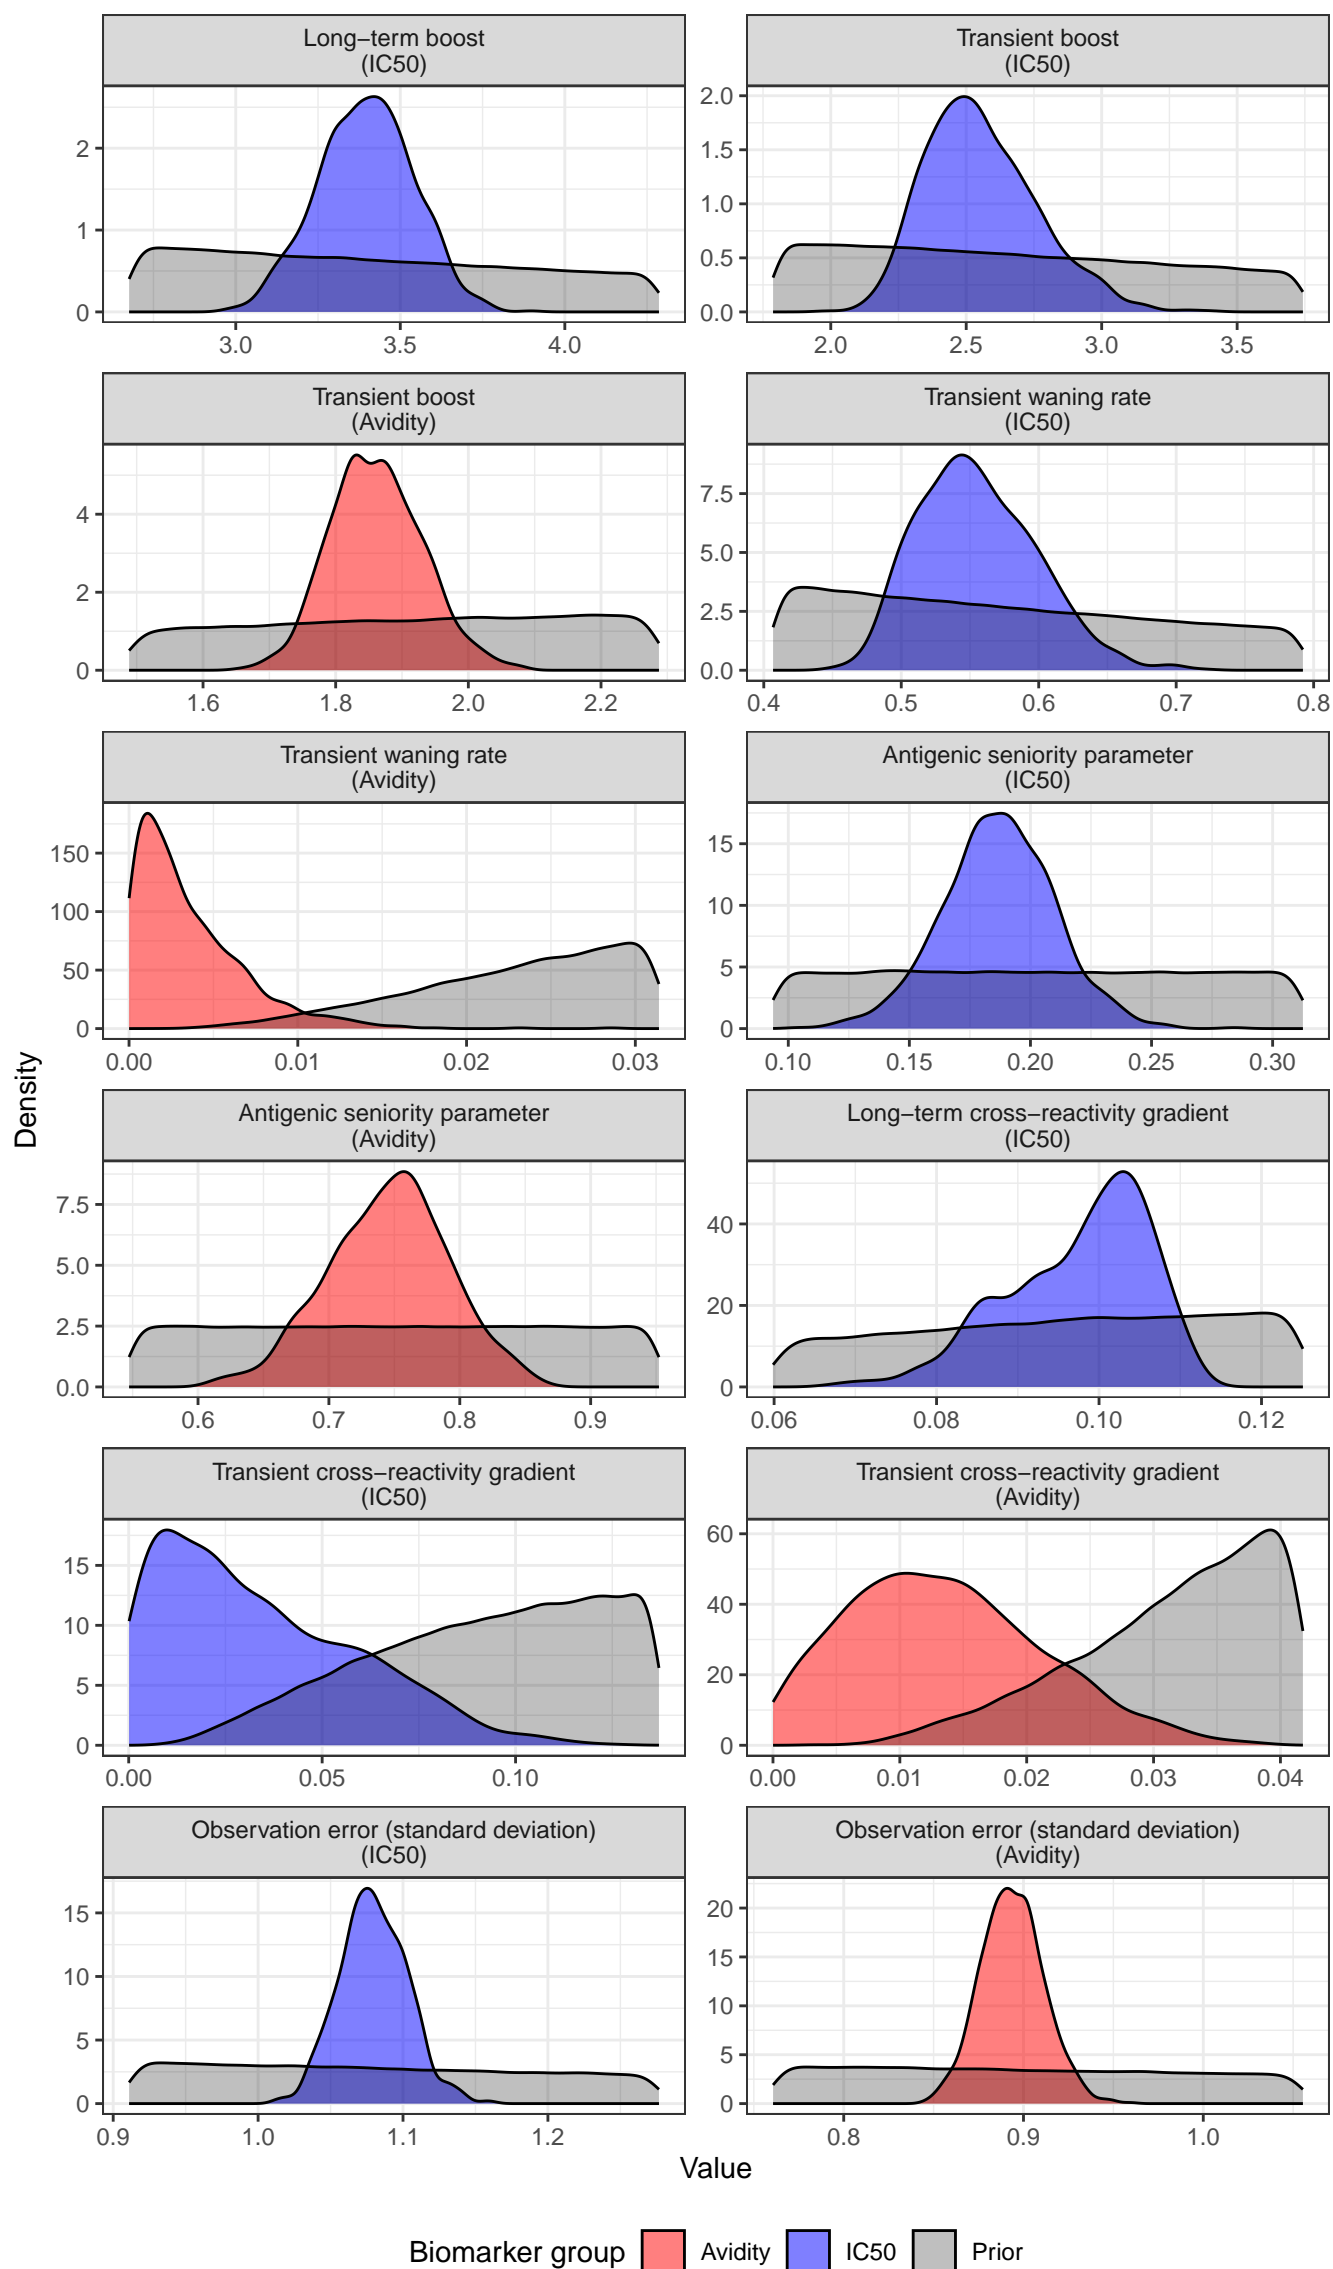 Long−term boost
(IC50)
Transient boost
(IC50)
2
1
0
3.0 3.5 4.0
2.0
1.5
1.0
0.5
0.0
2.0 2.5 3.0 3.5
Transient boost
(Avidity)
Transient waning rate
(IC50)
4
2
0
1.6 1.8 2.0 2.2
7.5
5.0
2.5
0.0
0.4 0.5 0.6 0.7 0.8
Transient waning rate
(Avidity)
Antigenic seniority parameter
(IC50)
150
100
50
0
0.00 0.01 0.02 0.03
15
10
5
0
0.10 0.15 0.20 0.25 0.30
Density
Antigenic seniority parameter
(Avidity)
Long−term cross−reactivity gradient
(IC50)
7.5
5.0
2.5
0.0
0.6 0.7 0.8 0.9
40
20
0
0.06 0.08 0.10 0.12
Transient cross−reactivity gradient
(IC50)
Transient cross−reactivity gradient
(Avidity)
15
10
5
0
0.00 0.05 0.10
60
40
20
0
0.00 0.01 0.02 0.03 0.04
Observation error (standard deviation)
(IC50)
Observation error (standard deviation)
(Avidity)
15
10
5
0
0.9 1.0 1.1 1.2
20
15
10
5
0
0.8 0.9 1.0
Value
Biomarker group Avidity IC50 Prior